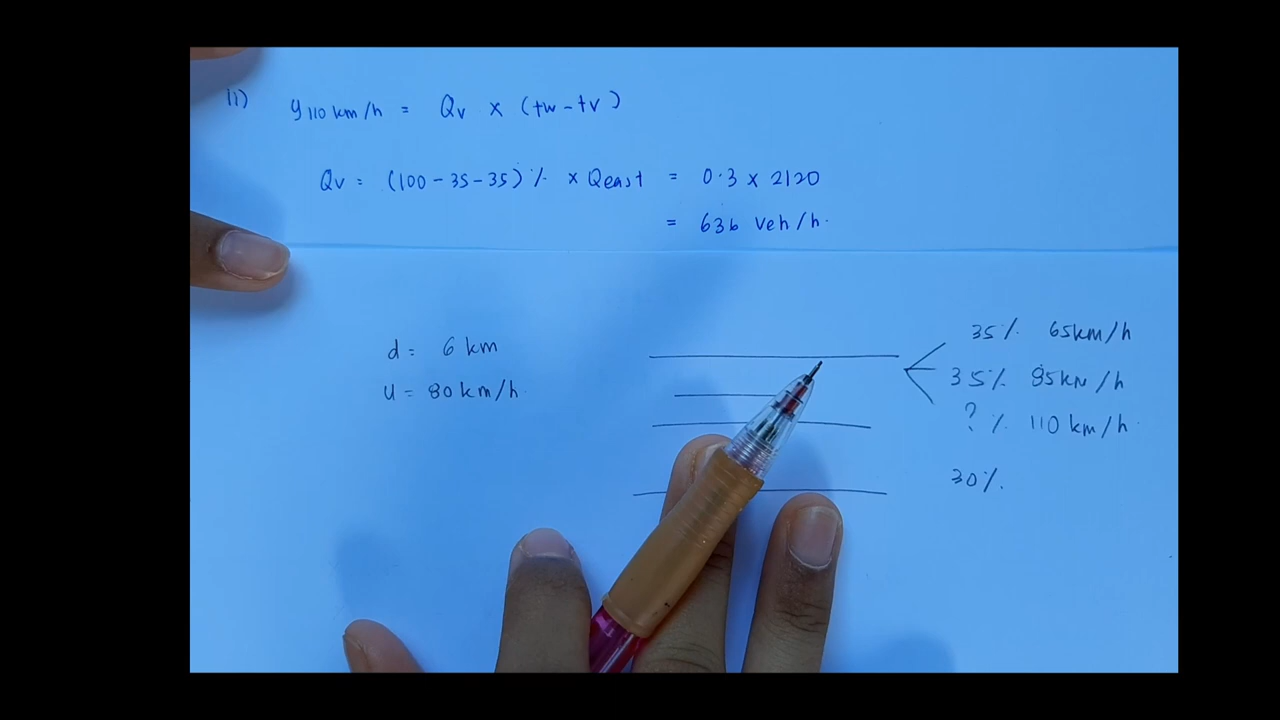 ii) y110 km/h = Qv x (tw - tv)
Qv = (100 - 35 - 35) % x Qeast = 0.3 x 2120
= 636 veh/h.
d = 6 km
u = 80 km/h.
35% 65km/h
35% 85km/h
? % 110 km/h.
30%.